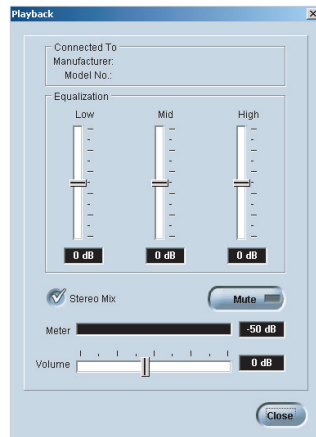 Playback
Connected To
Manufacturer:
Model No.:
Equalization
Low Mid High
0 dB 0 dB 0 dB
Stereo Mix Mute
Meter -50 dB
Volume 0 dB
Close